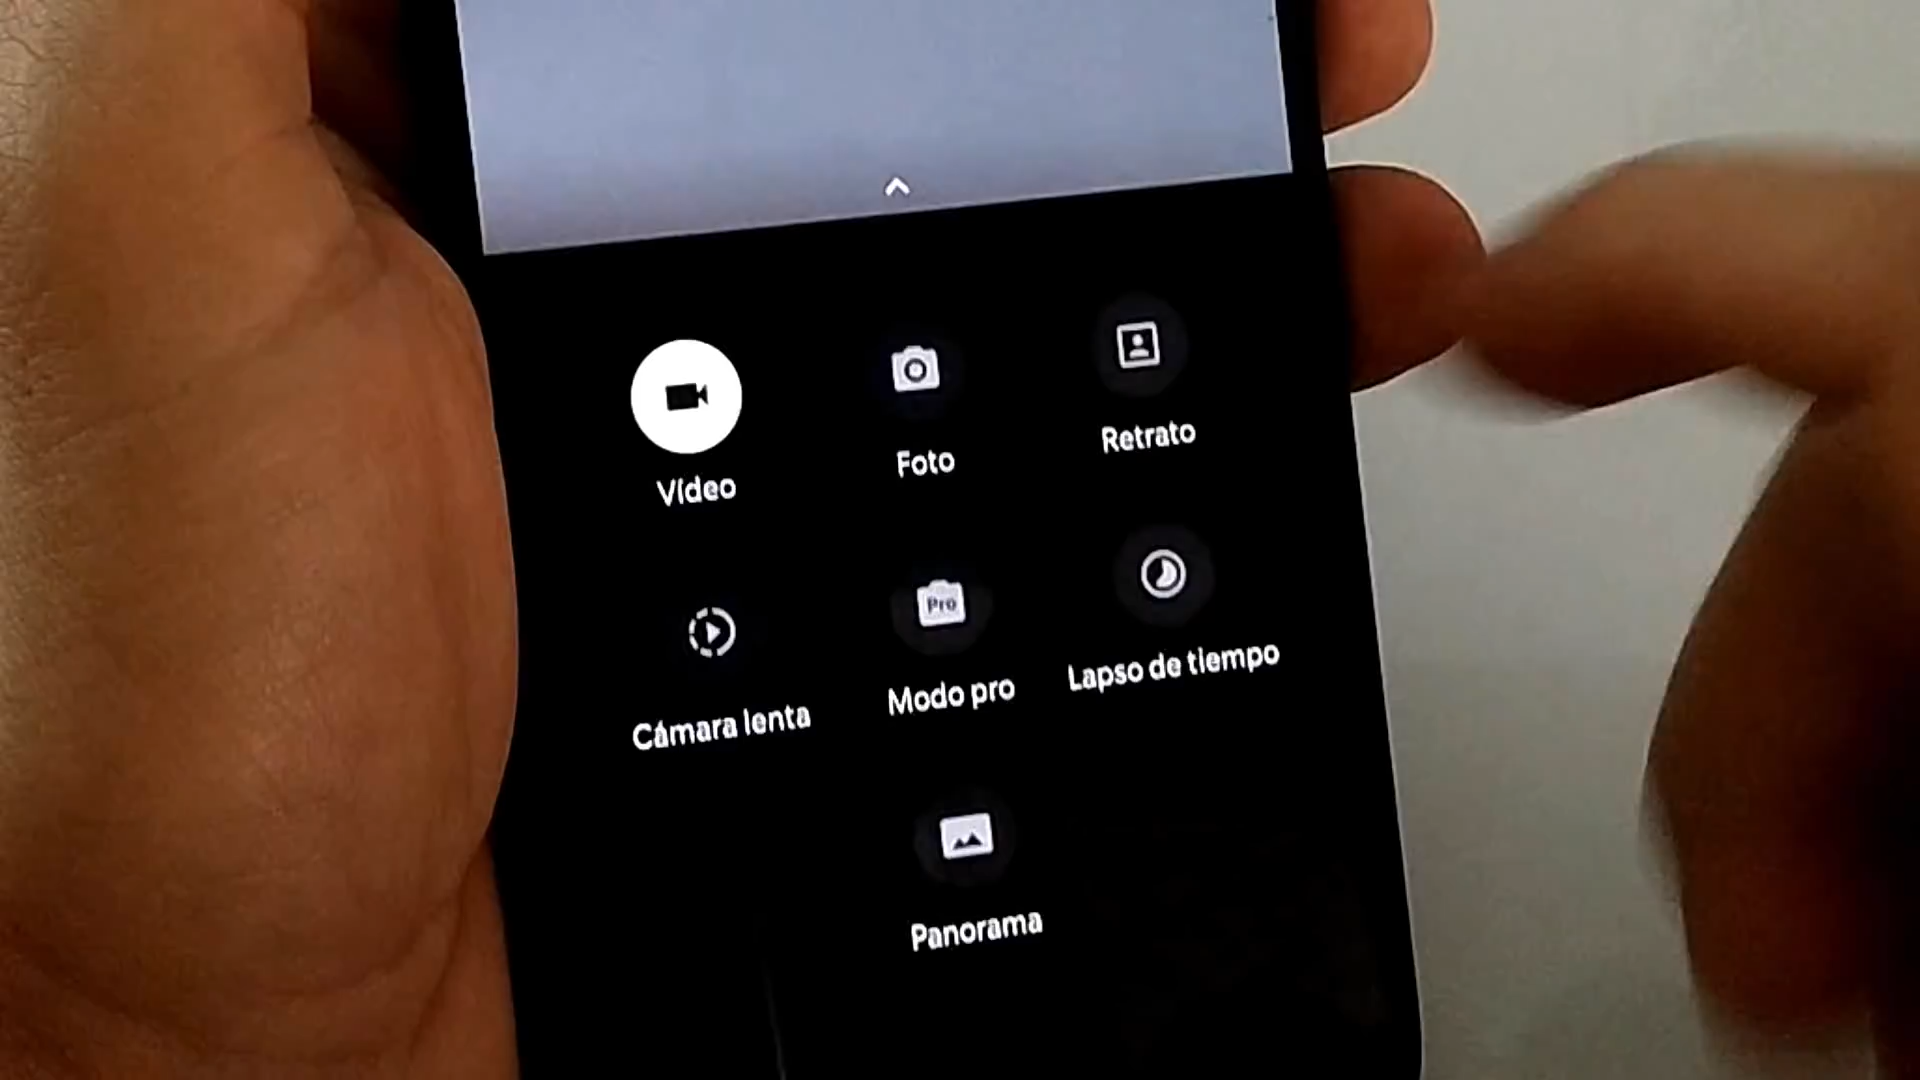 Vídeo
Foto
Retrato
Cámara lenta
Pro
Modo pro
Lapso de tiempo
Panorama